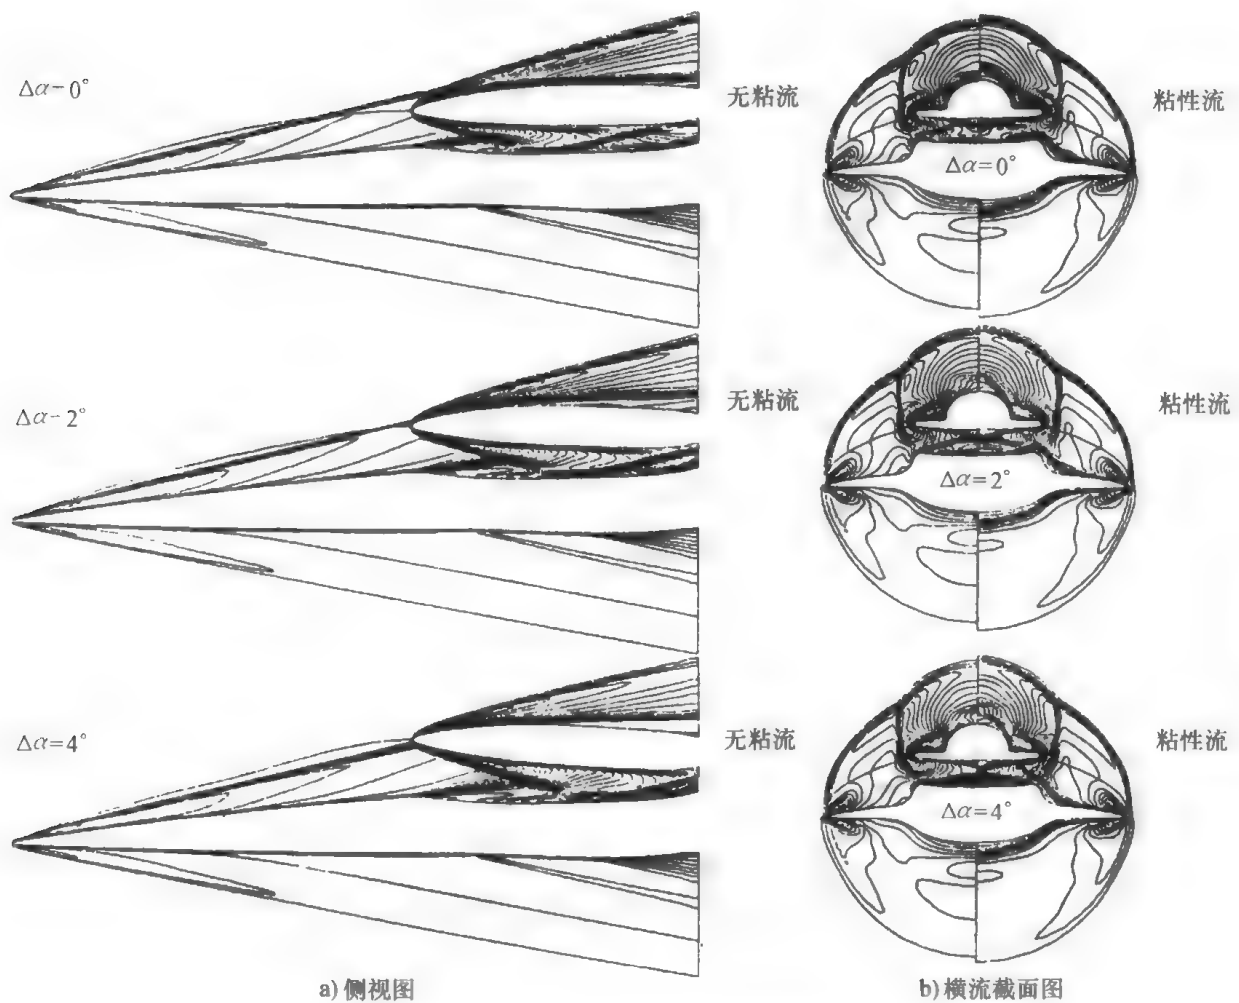 Δα=0°
无粘流
粘性流
Δα=0°
Δα=2°
无粘流
粘性流
Δα=2°
Δα=4°
无粘流
粘性流
Δα=4°
a) 侧视图
b) 横流截面图